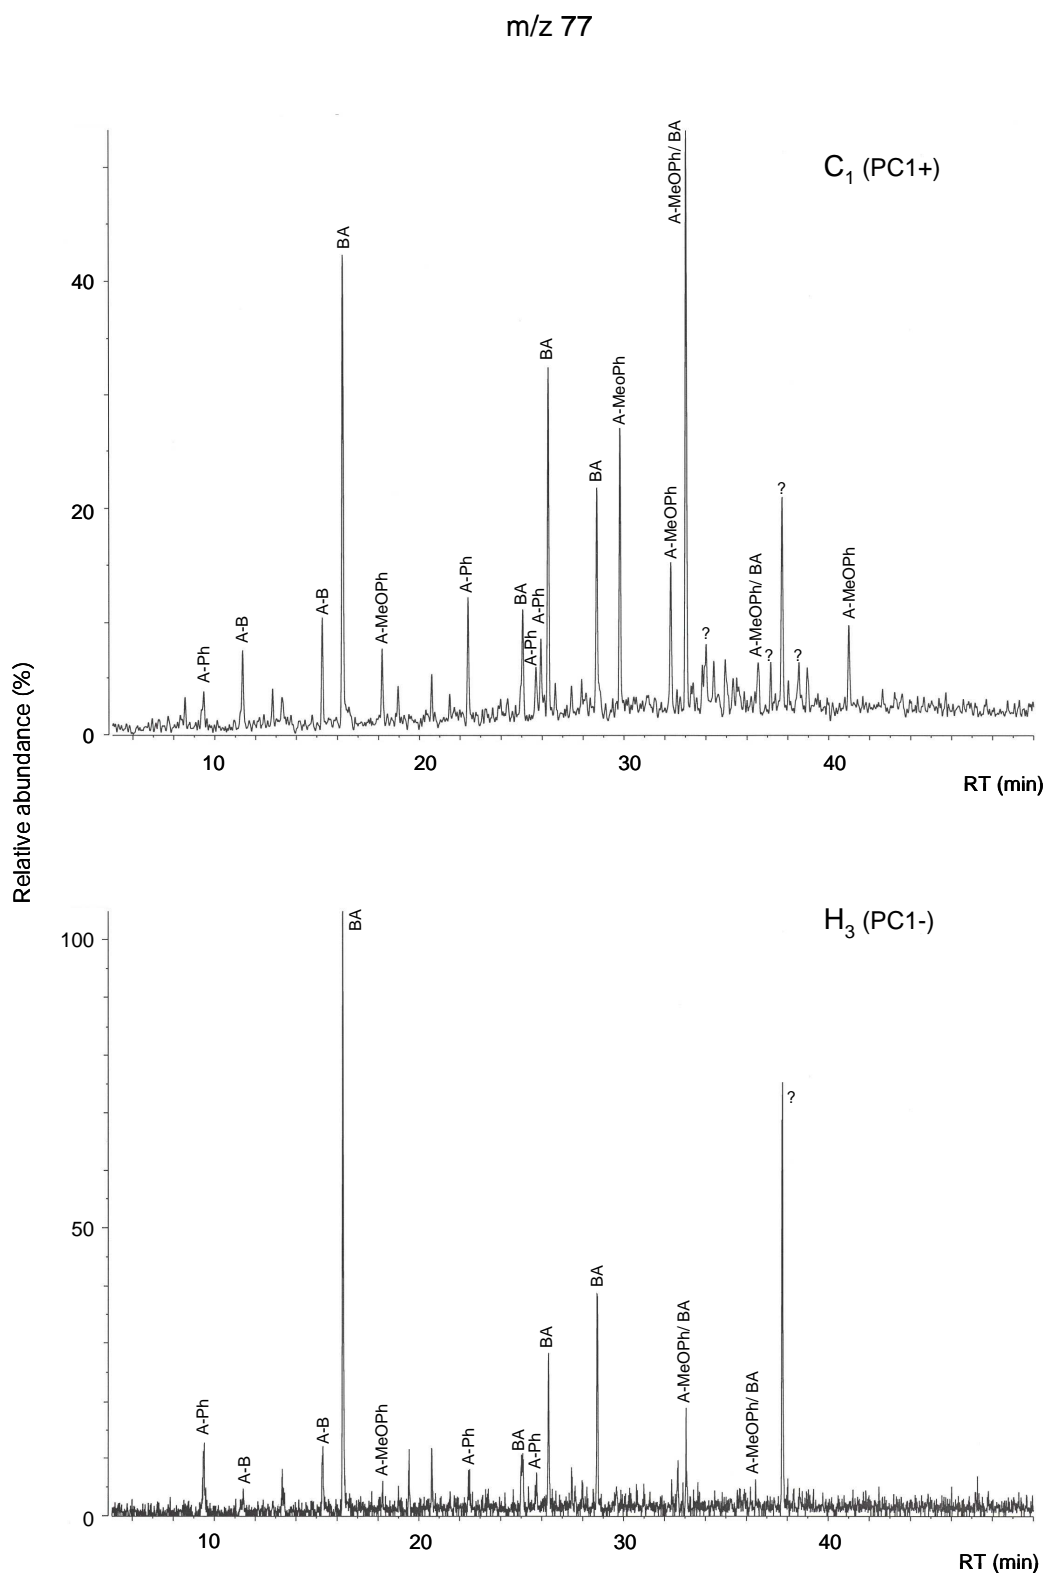 m/z 77
C1 (PC1+)
A-MeOPh/ BA
BA
40
BA
A-MeoPh
BA
A-MeOPh
?
20
A-Ph
A-MeOPh/ BA
A-MeOPh
BA
A-Ph
A-B
A-MeOPh
A-B
A-Ph
A-Ph
?
?
?
0
10
20
30
40
RT (min)
Relative abundance (%)
H3 (PC1-)
BA
100
?
50
BA
BA
A-MeOPh/ BA
A-Ph
A-B
A-MeOPh
A-Ph
BA
A-Ph
A-MeOPh/ BA
A-B
0
10
20
30
40
RT (min)